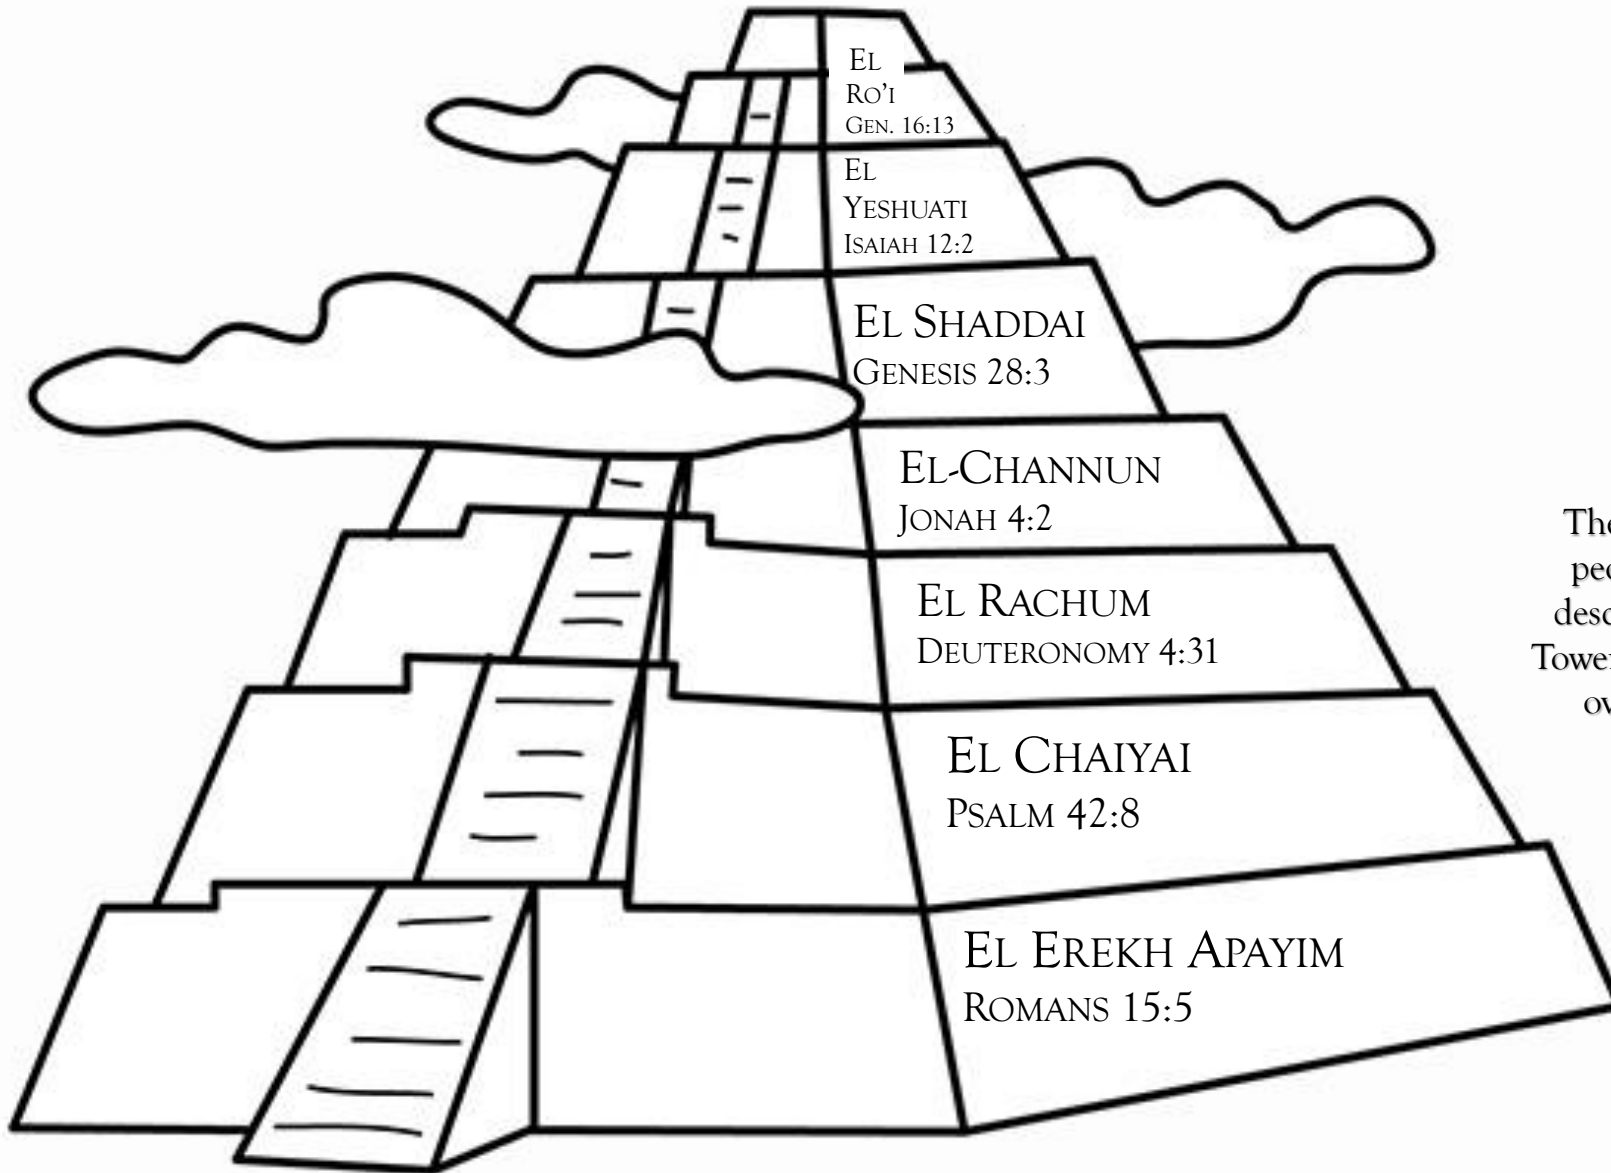 El
Ro'i
Gen. 16:13
El
Yeshuati
Isaiah 12:2
El Shaddai
Genesis 28:3
El-Channun
Jonah 4:2
El Rachum
Deuteronomy 4:31
El Chaiyai
Psalm 42:8
El Erekh Apayim
Romans 15:5